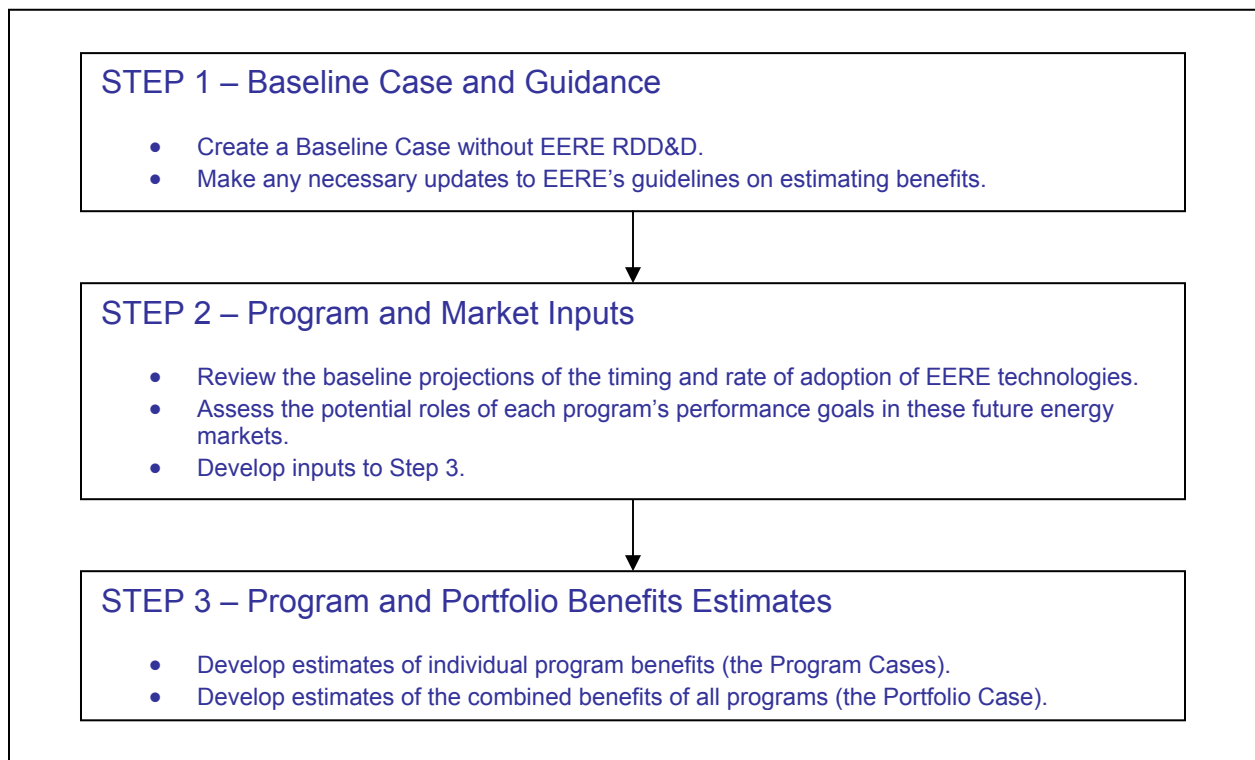 STEP 1 – Baseline Case and Guidance
• Create a Baseline Case without EERE RDD&D.
• Make any necessary updates to EERE's guidelines on estimating benefits.
STEP 2 – Program and Market Inputs
• Review the baseline projections of the timing and rate of adoption of EERE technologies.
• Assess the potential roles of each program's performance goals in these future energy
markets.
• Develop inputs to Step 3.
STEP 3 – Program and Portfolio Benefits Estimates
• Develop estimates of individual program benefits (the Program Cases).
• Develop estimates of the combined benefits of all programs (the Portfolio Case).